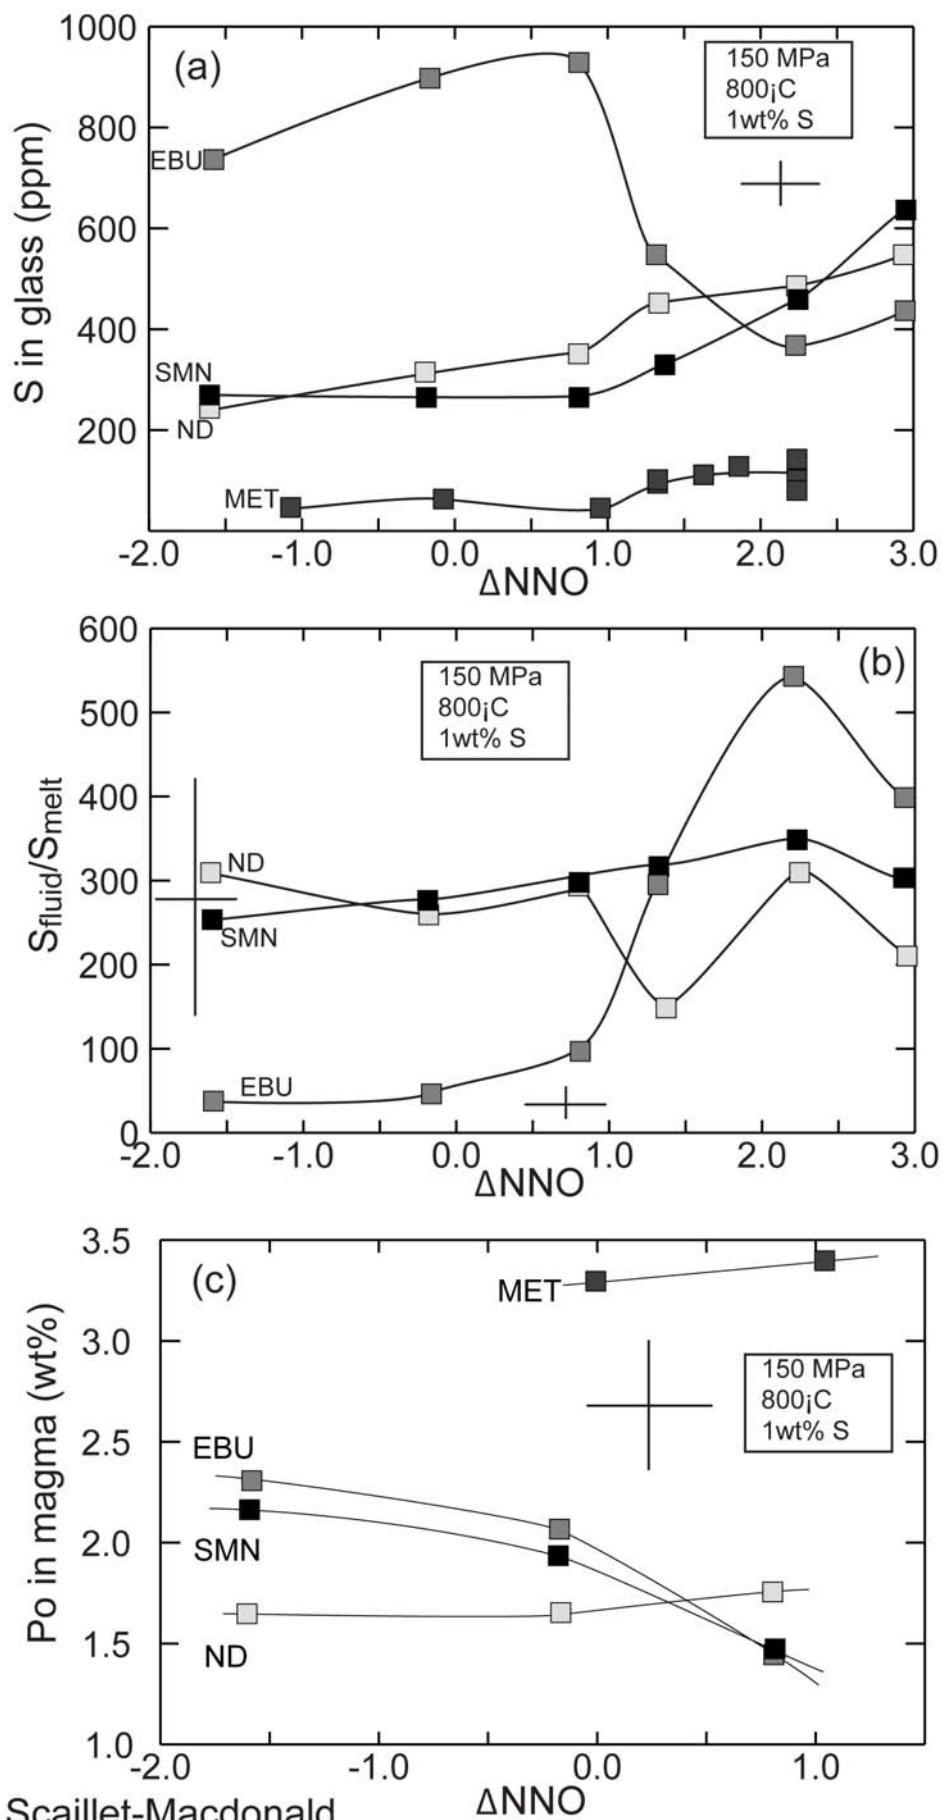 1000
(a)
150 MPa
800¡C
1wt% S
800
EBU
600
S in glass (ppm)
400
SMN
ND
200
MET
-2.0 -1.0 0.0 1.0 2.0 3.0
ΔNNO
600
(b)
150 MPa
800¡C
1wt% S
500
400
Sfluid/Smelt
ND
300
SMN
200
100
EBU
0
-2.0 -1.0 0.0 1.0 2.0 3.0
ΔNNO
3.5
(c)
MET
3.0
150 MPa
800¡C
1wt% S
2.5
EBU
Po in magma (wt%)
2.0
SMN
1.5
ND
1.0
-2.0 -1.0 0.0 1.0
ΔNNO
Scaillet-Macdonald